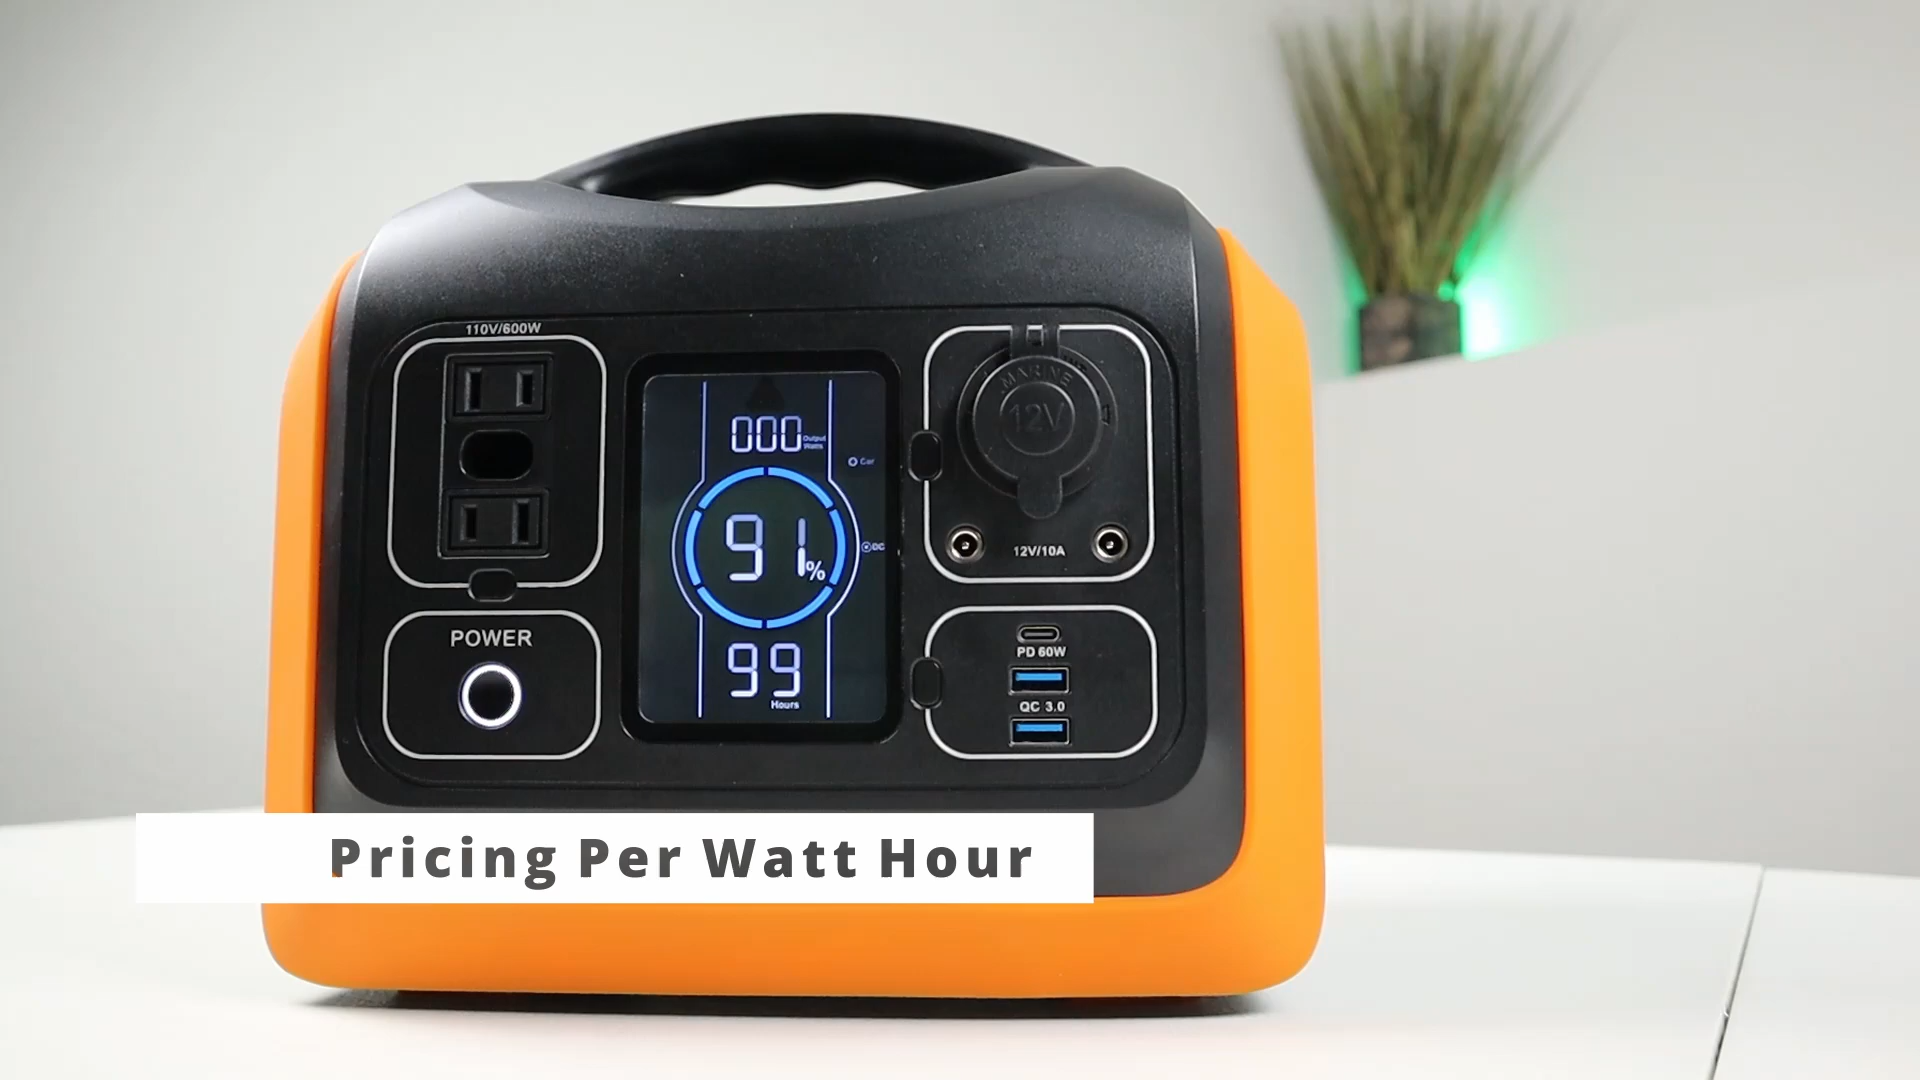 110V/600W
POWER
000 Output Watts
Car
91%
DC
99
Hours
MARINE
12V
12V/10A
PD 60W
QC 3.0
Pricing Per Watt Hour